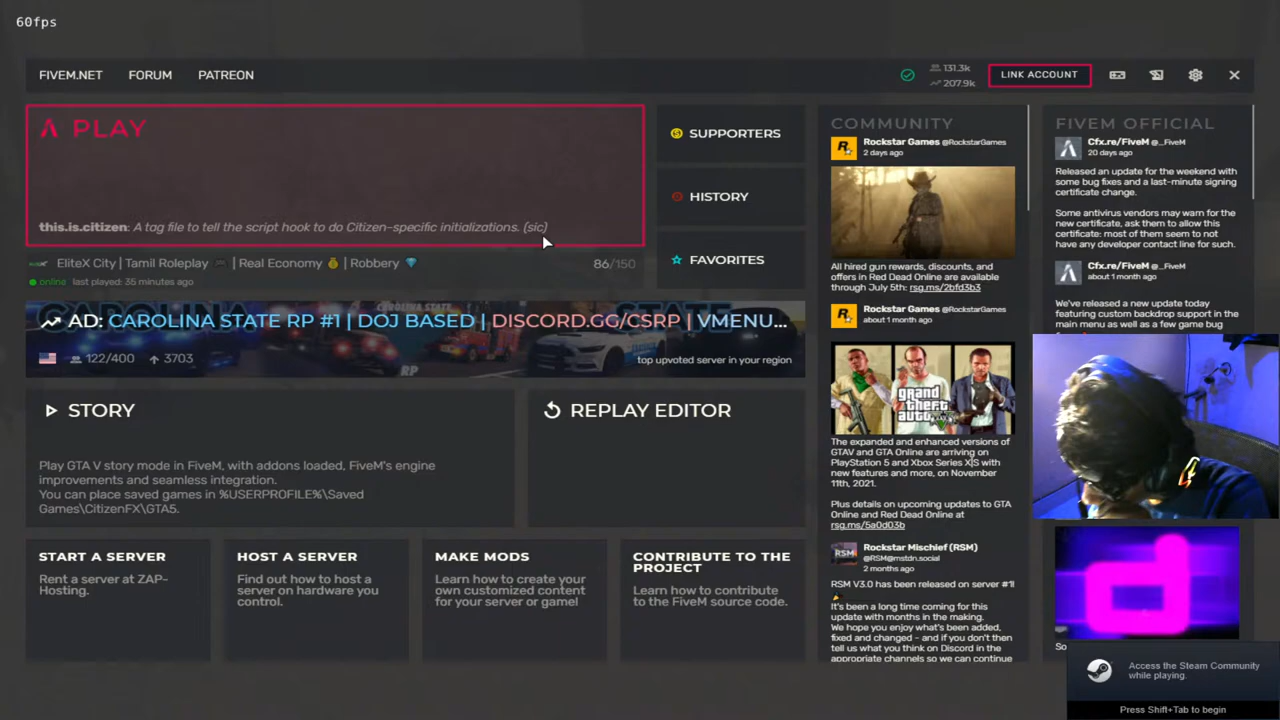 60fps
FIVEM.NET FORUM PATREON
131.3k
207.9k
LINK ACCOUNT
PLAY
this.is.citizen: A tag file to tell the script hook to do Citizen-specific initializations. (sic)
EliteX City | Tamil Roleplay | Real Economy | Robbery 86/150
online last played: 35 minutes ago
SUPPORTERS
HISTORY
FAVORITES
AD: CAROLINA STATE RP #1 | DOJ BASED | DISCORD.GG/CSRP | VMENU...
122/400 3703
top upvoted server in your region
STORY
Play GTA V story mode in FiveM, with addons loaded, FiveM's engine
improvements and seamless integration.
You can place saved games in %USERPROFILE%\Saved
Games\CitizenFX\GTA5.
REPLAY EDITOR
START A SERVER
Rent a server at ZAP-
Hosting.
HOST A SERVER
Find out how to host a
server on hardware you
control.
MAKE MODS
Learn how to create your
own customized content
for your server or game!
CONTRIBUTE TO THE
PROJECT
Learn how to contribute
to the FiveM source code.
COMMUNITY
Rockstar Games @RockstarGames
2 days ago
All hired gun rewards, discounts, and
offers in Red Dead Online are available
through July 5th: rsg.ms/2bfd3b3
Rockstar Games @RockstarGames
about 1 month ago
grand
theft
auto
V
The expanded and enhanced versions of
GTAV and GTA Online are arriving on
PlayStation 5 and Xbox Series X|S with
new features and more, on November
11th, 2021.
Plus details on upcoming updates to GTA
Online and Red Dead Online at
rsg.ms/5a0d03b
RSM
Rockstar Mischief (RSM)
@RSM@mstdn.social
2 months ago
RSM V3.0 has been released on server #1!
It's been a long time coming for this
update with months in the making.
We hope you enjoy what's been added,
fixed and changed - and if you don't then
tell us what you think on Discord in the
appropriate channels so we can continue
FIVEM OFFICIAL
Cfx.re/FiveM @_FiveM
20 days ago
Released an update for the weekend with
some bug fixes and a last-minute signing
certificate change.
Some antivirus vendors may warn for the
new certificate, ask them to allow this
certificate: most of them seem to not
have any developer contact line for such.
Cfx.re/FiveM @_FiveM
about 1 month ago
We've released a new update today
featuring custom backdrop support in the
main menu as well as a few game bug
So
Access the Steam Community
while playing.
Press Shift+Tab to begin